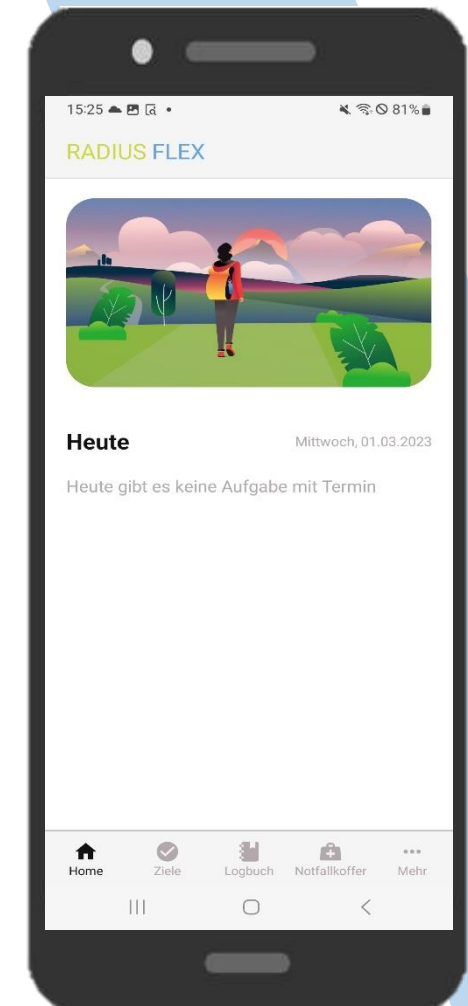 15:25
81%
RADIUS FLEX
Heute
Mittwoch, 01.03.2023
Heute gibt es keine Aufgabe mit Termin
Home
Ziele
Logbuch
Notfallkoffer
Mehr